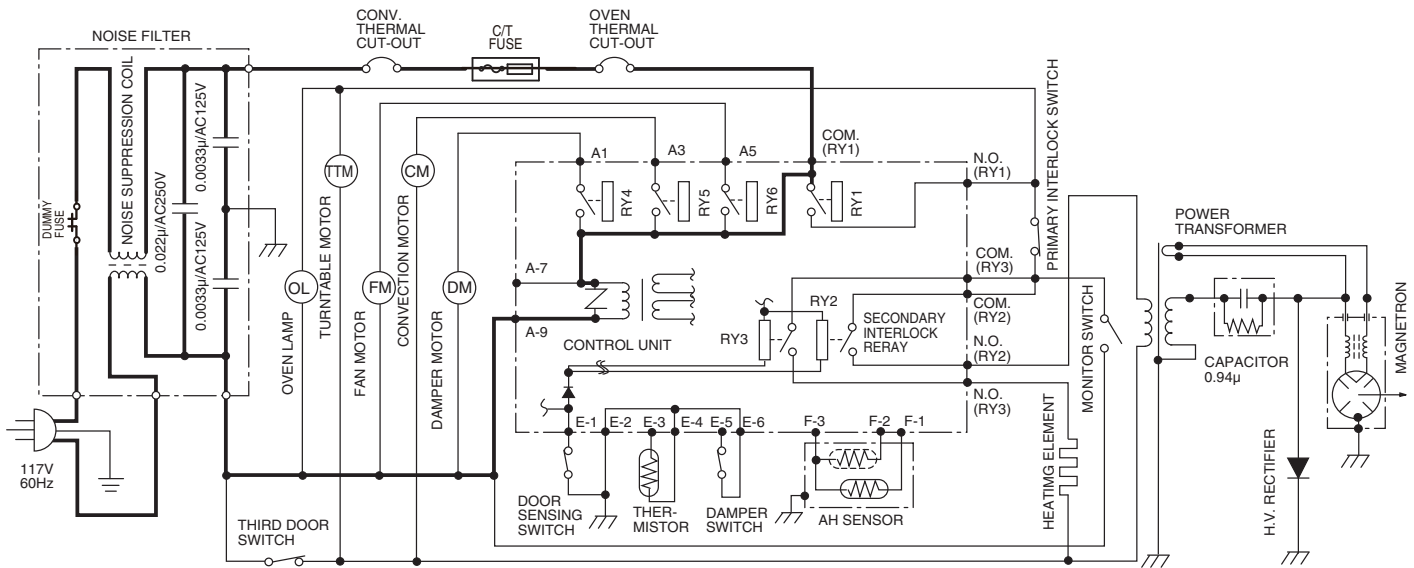 NOISE FILTER
CONV.
THERMAL
CUT-OUT
C/T
FUSE
OVEN
THERMAL
CUT-OUT
DUMMY
FUSE
NOISE SUPPRESSION COIL
0.022µ/AC250V
0.0033µ/AC125V
0.0033µ/AC125V
117V
60Hz
OL
OVEN LAMP
TTM
TURNTABLE MOTOR
FM
FAN MOTOR
CM
CONVECTION MOTOR
DM
DAMPER MOTOR
THIRD DOOR
SWITCH
A1
A3
A5
COM.
(RY1)
N.O.
(RY1)
RY4
RY5
RY6
RY1
PRIMARY INTERLOCK SWITCH
A-7
A-9
CONTROL UNIT
COM.
(RY3)
COM.
(RY2)
RY2
RY3
SECONDARY
INTERLOCK
RERAY
N.O.
(RY2)
N.O.
(RY3)
E-1
E-2
E-3
E-4
E-5
E-6
F-3
F-2
F-1
DOOR
SENSING
SWITCH
THER-
MISTOR
DAMPER
SWITCH
AH SENSOR
HEATIMG ELEMENT
MONITOR SWITCH
POWER
TRANSFORMER
CAPACITOR
0.94µ
H.V. RECTIFIER
MAGNETRON